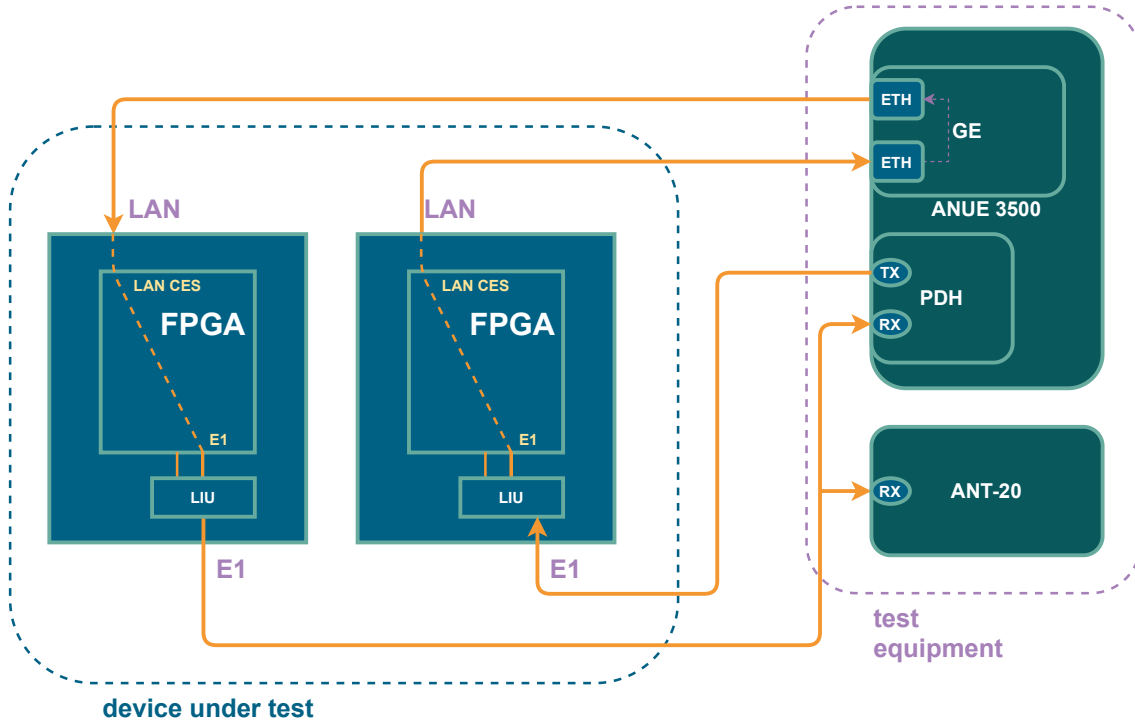 ETH
GE
ETH
ANUE 3500
LAN
LAN
TX
PDH
RX
LAN CES
FPGA
E1
LIU
E1
LAN CES
FPGA
E1
LIU
E1
RX
ANT-20
test
equipment
device under test